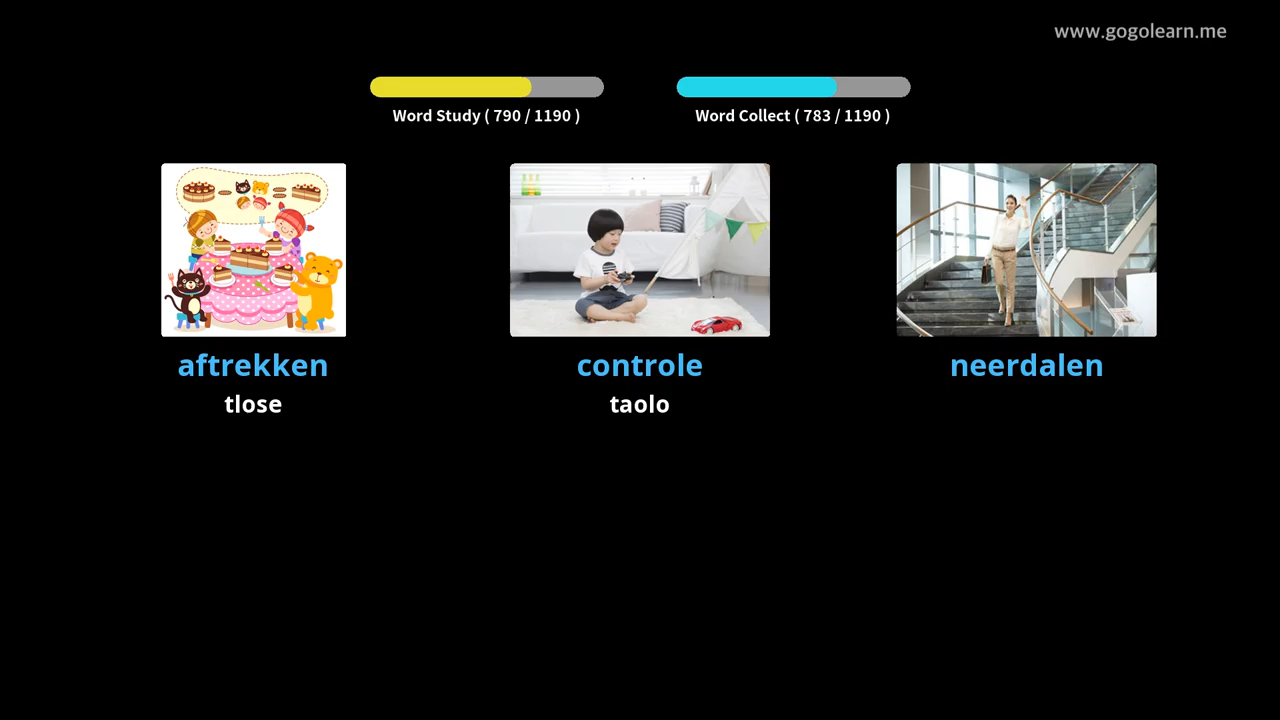 www.gogolearn.me
Word Study ( 790 / 1190 )
Word Collect ( 783 / 1190 )
aftrekken
controle
neerdalen
tlose
taolo